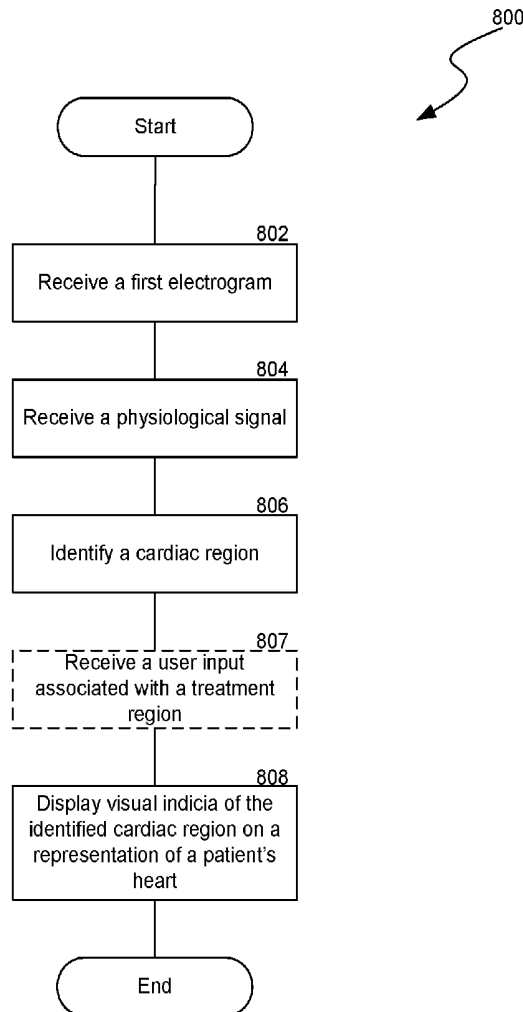 800
Start
802
Receive a first electrogram
804
Receive a physiological signal
806
Identify a cardiac region
807
Receive a user input
associated with a treatment
region
808
Display visual indicia of the
identified cardiac region on a
representation of a patient's
heart
End